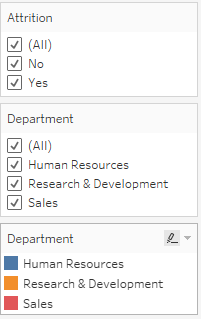 Attrition
(All)
No
Yes
Department
(All)
Human Resources
Research & Development
Sales
Department
Human Resources
Research & Development
Sales